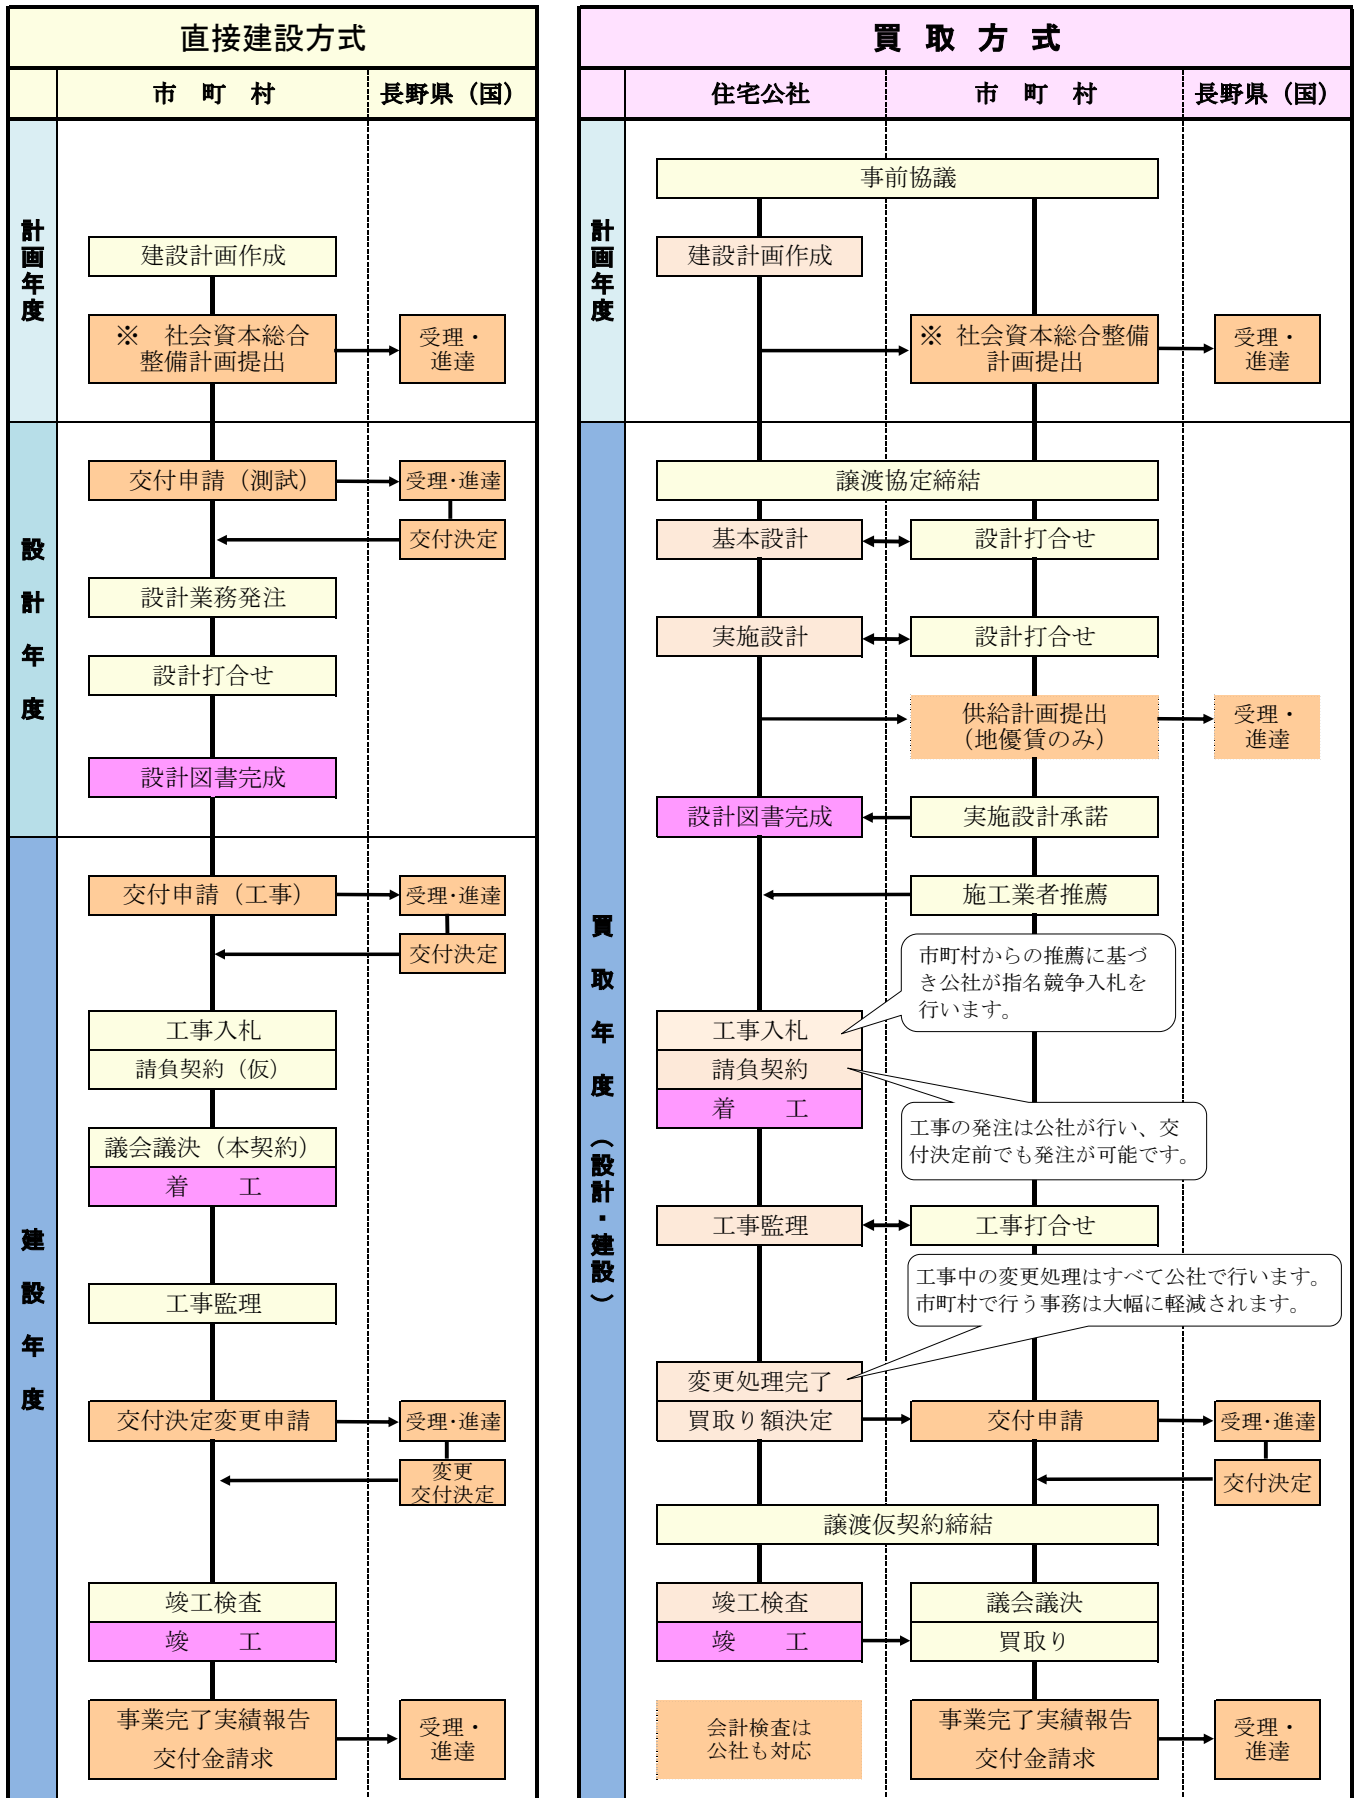 直接建設方式
市　町　村
長野県（国）
計画年度
建設計画作成
※　社会資本総合
整備計画提出
受理・
進達
設計年度
交付申請（測試）
受理・進達
交付決定
設計業務発注
設計打合せ
設計図書完成
建設年度
交付申請（工事）
受理・進達
交付決定
工事入札
請負契約（仮）
議会議決（本契約）
着　　工
工事監理
交付決定変更申請
受理・進達
変更
交付決定
竣工検査
竣　　工
事業完了実績報告
交付金請求
受理・
進達
買　取　方　式
住宅公社
市　町　村
長野県（国）
計画年度
事前協議
建設計画作成
※ 社会資本総合整備
計画提出
受理・
進達
買取年度（設計・建設）
譲渡協定締結
基本設計
設計打合せ
実施設計
設計打合せ
供給計画提出
（地優賃のみ）
受理・
進達
設計図書完成
実施設計承諾
施工業者推薦
市町村からの推薦に基づ
き公社が指名競争入札を
行います。
工事入札
請負契約
着　　工
工事の発注は公社が行い、交
付決定前でも発注が可能です。
工事監理
工事打合せ
工事中の変更処理はすべて公社で行います。
市町村で行う事務は大幅に軽減されます。
変更処理完了
買取り額決定
交付申請
受理・進達
交付決定
譲渡仮契約締結
竣工検査
竣　　工
議会議決
買取り
会計検査は
公社も対応
事業完了実績報告
交付金請求
受理・
進達